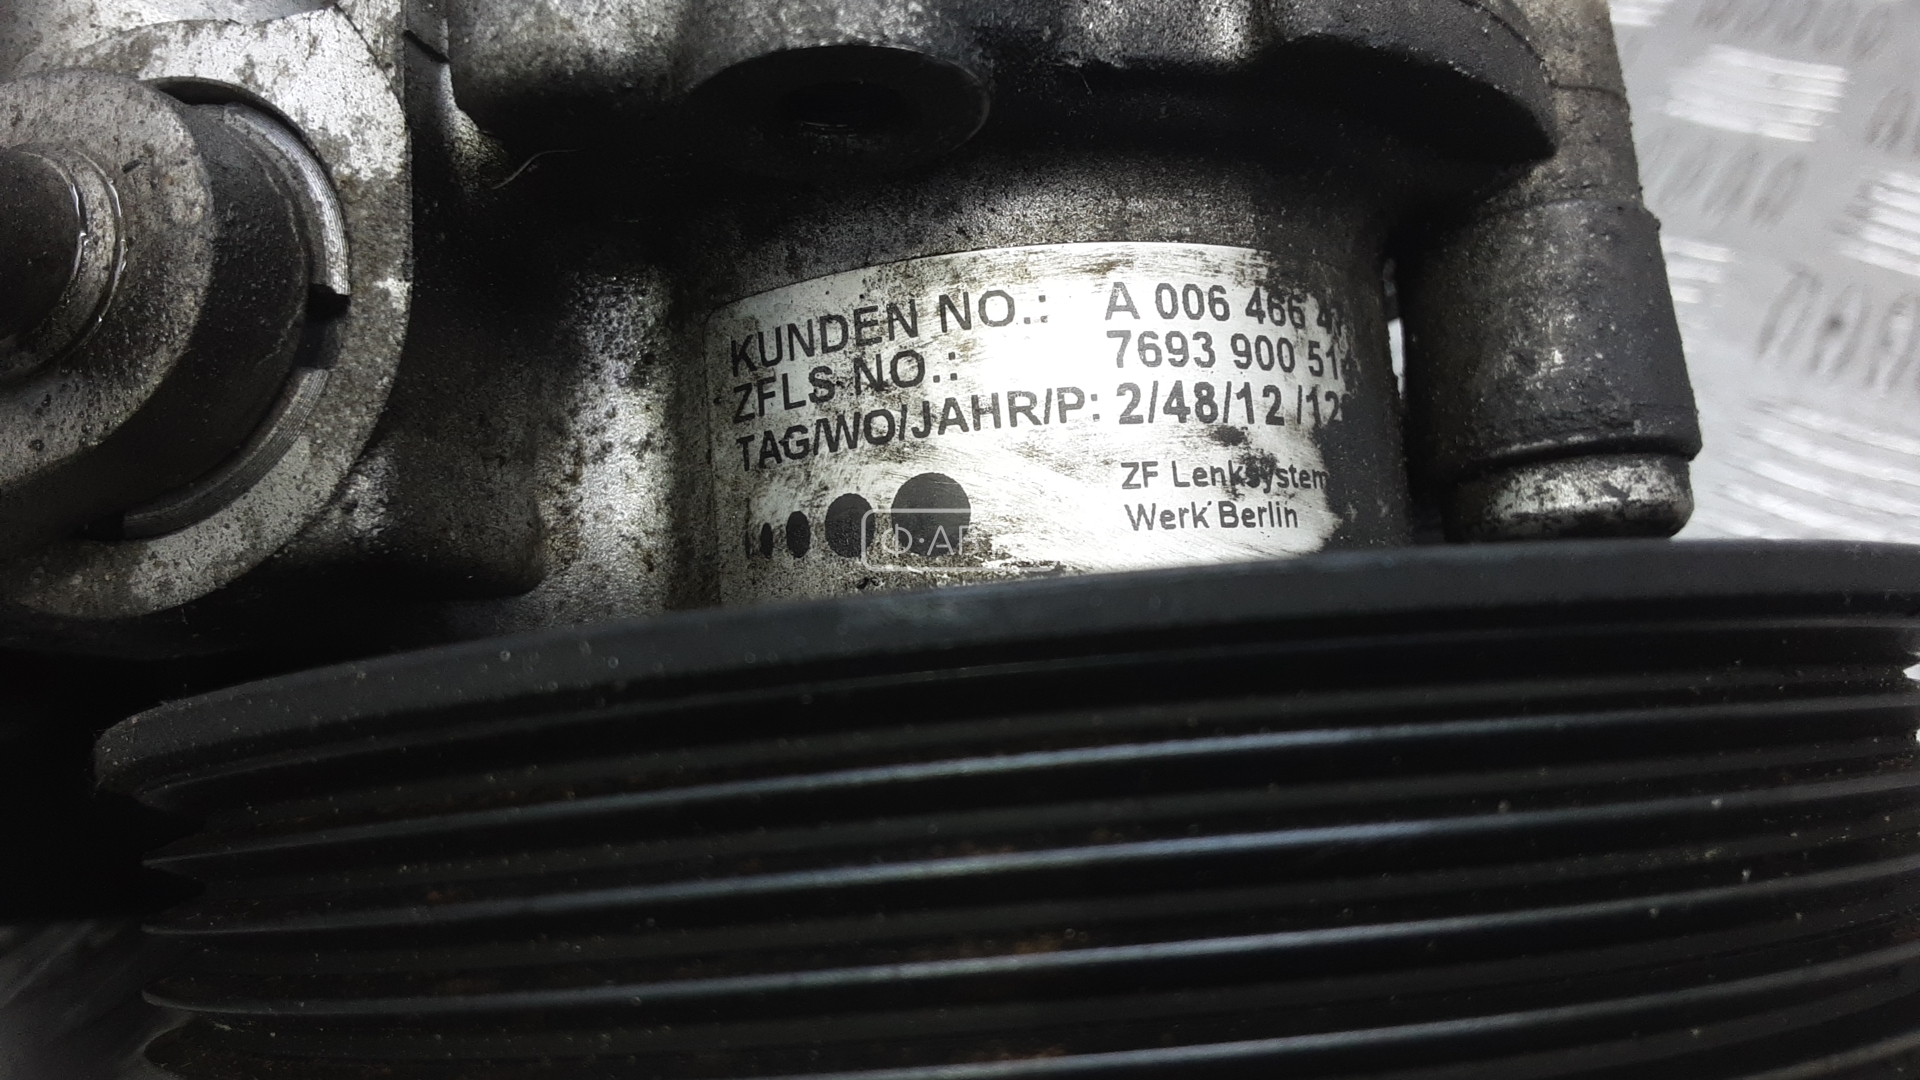 KUNDEN NO.: A 006 466
ZFLS NO.: 7693 900
TAG/WO/JAHR/P: 2/48/12
ZF Lenksystem
Werk Berlin